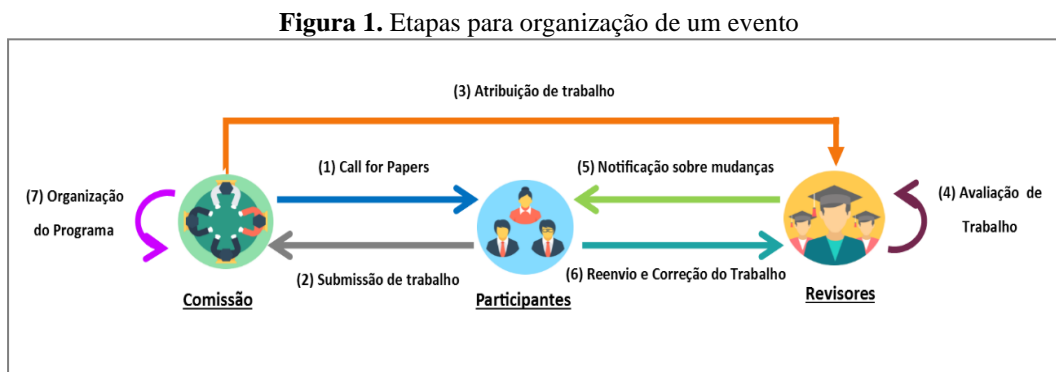 Figura 1. Etapas para organização de um evento
(3) Atribuição de trabalho
(1) Call for Papers
(5) Notificação sobre mudanças
(7) Organização
do Programa
(4) Avaliação de
Trabalho
(2) Submissão de trabalho
(6) Reenvio e Correção do Trabalho
Comissão
Participantes
Revisores